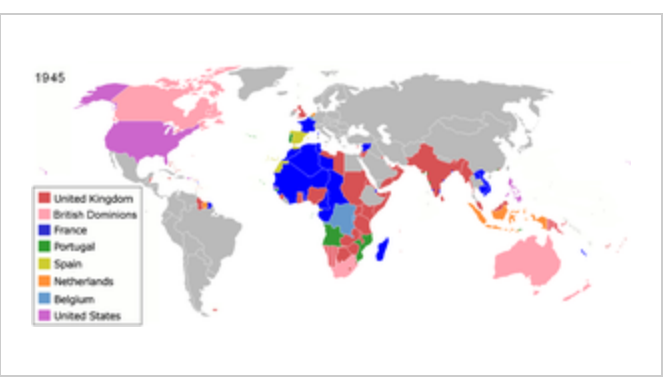 1945
United Kingdom
British Dominions
France
Portugal
Spain
Netherlands
Belgium
United States